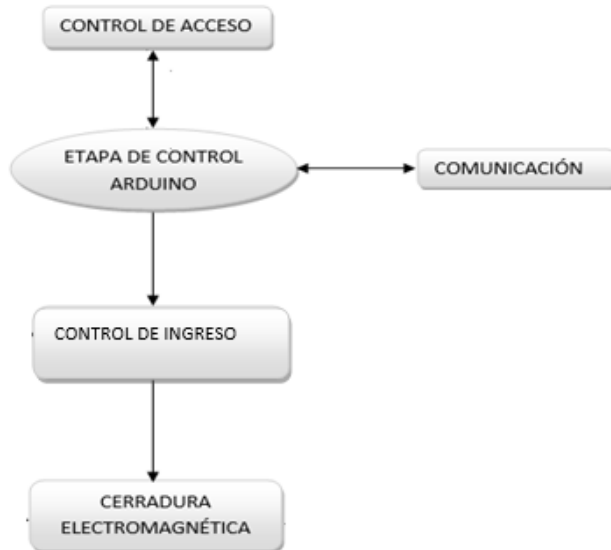 CONTROL DE ACCESO
ETAPA DE CONTROL
ARDUINO
COMUNICACIÓN
CONTROL DE INGRESO
CERRADURA
ELECTROMAGNÉTICA